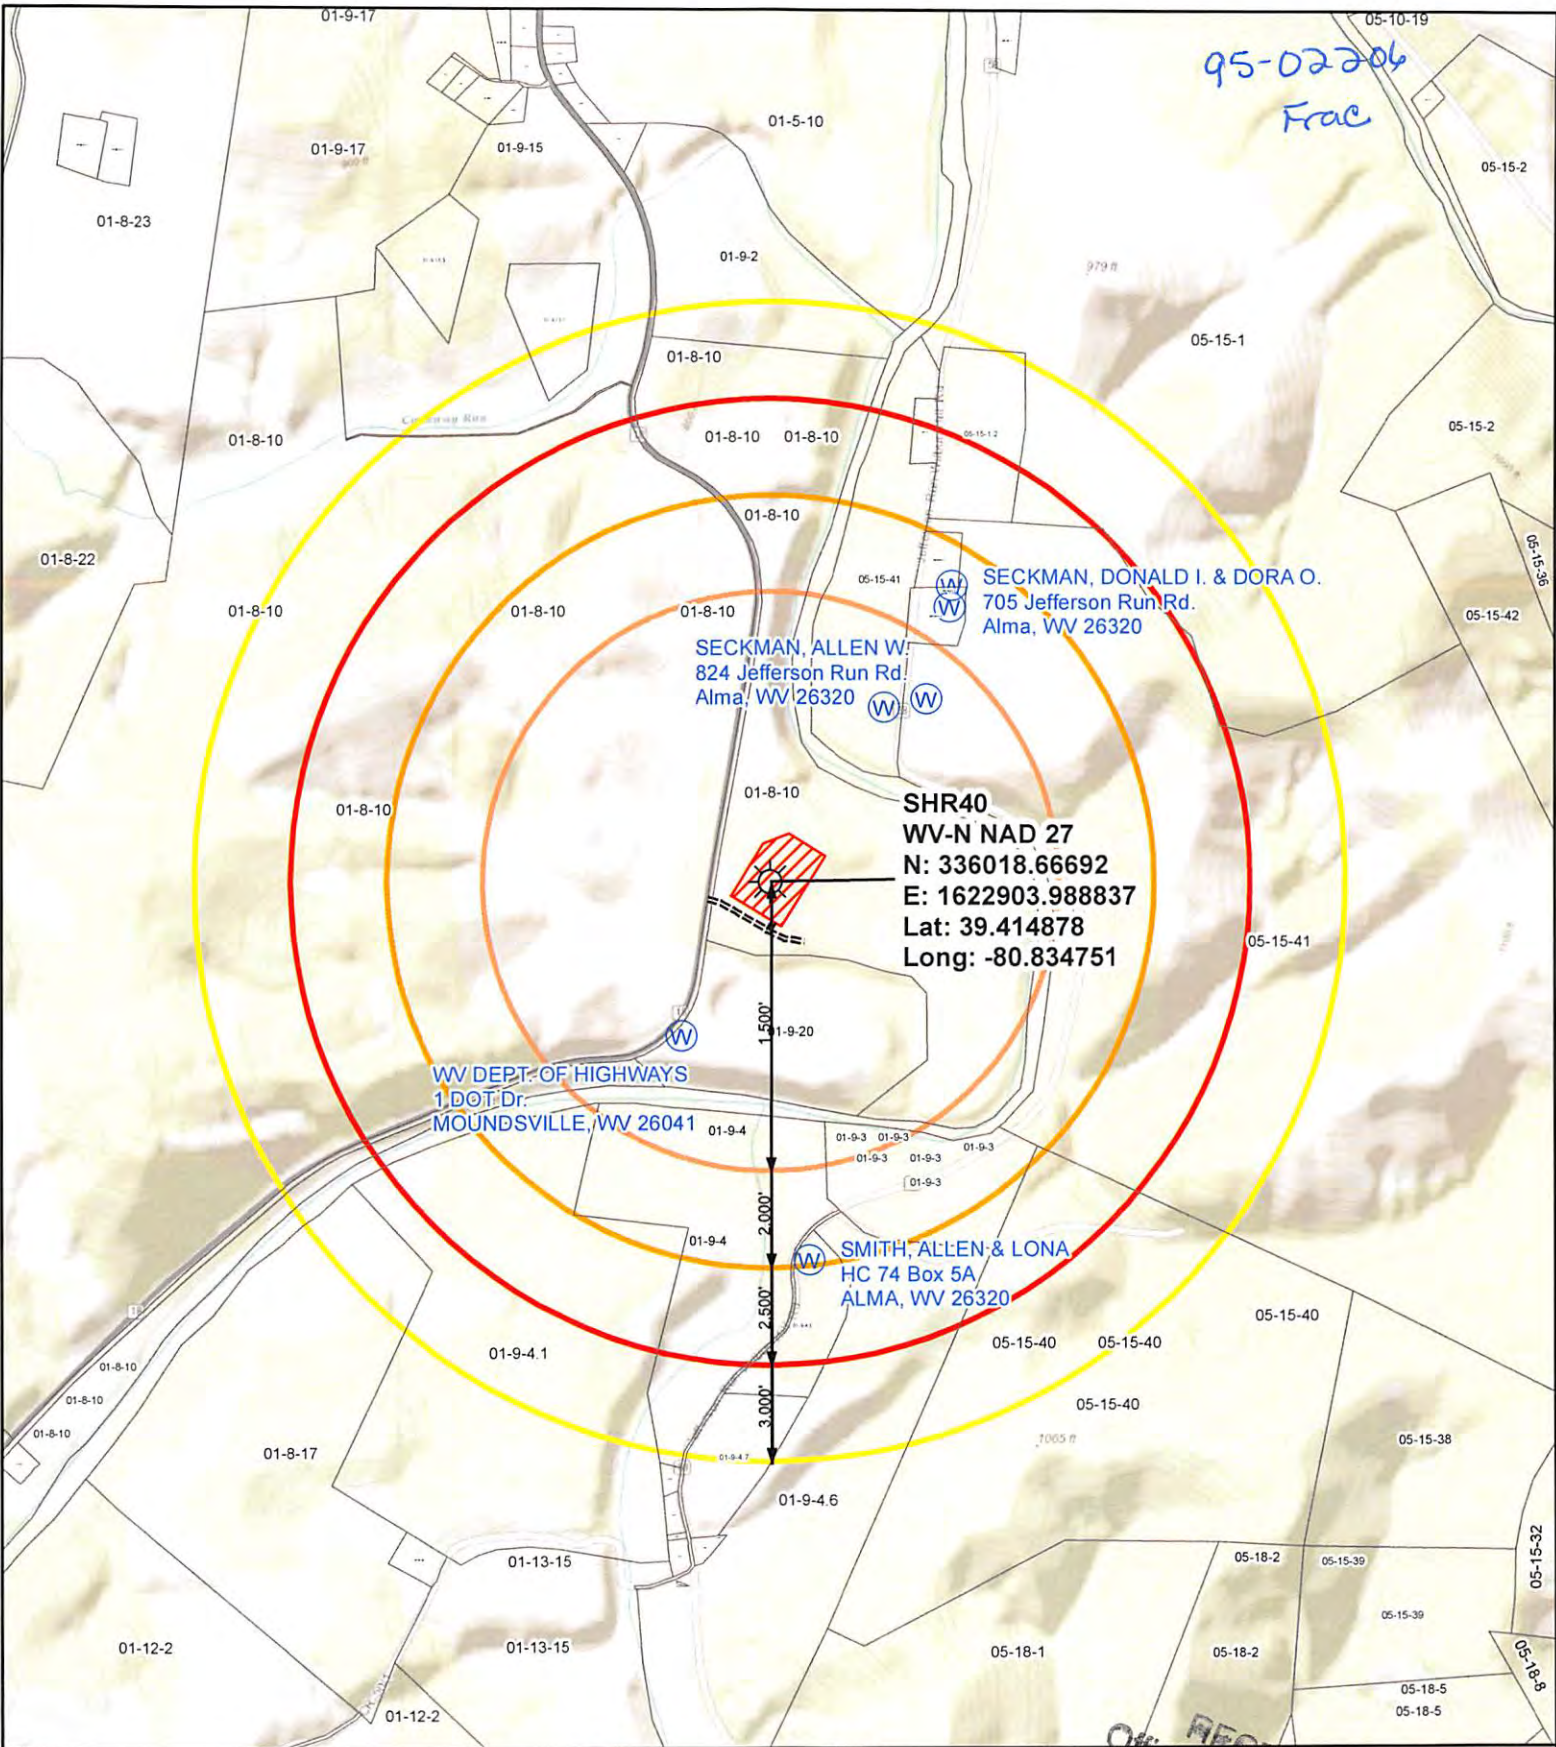 01-9-17
05-10-19
95-02206
Frac
01-5-10
01-9-17
01-9-15
05-15-2
01-8-23
01-9-2
979 ft
05-15-1
01-8-10
01-8-10
01-8-10
01-8-10
05-15-1.2
05-15-2
01-8-10
01-8-22
05-15-36
05-15-41
SECKMAN, DONALD I. & DORA O.
705 Jefferson Run Rd.
Alma, WV 26320
W
W
01-8-10
01-8-10
01-8-10
05-15-42
SECKMAN, ALLEN W.
824 Jefferson Run Rd.
Alma, WV 26320
W
W
01-8-10
01-8-10
SHR40
WV-N NAD 27
N: 336018.66692
E: 1622903.988837
Lat: 39.414878
Long: -80.834751
05-15-41
1,500'
01-9-20
W
WV DEPT. OF HIGHWAYS
1 DOT Dr.
MOUNDSVILLE, WV 26041
01-9-4
01-9-3
01-9-3
01-9-3
01-9-3
01-9-3
01-9-3
2,000'
01-9-4
W
SMITH, ALLEN & LONA
HC 74 Box 5A
ALMA, WV 26320
2,500'
05-15-40
05-15-40
05-15-40
01-9-4.1
01-8-10
01-8-10
01-8-10
3,000'
05-15-40
1065 ft
05-15-38
01-8-17
01-9-4.7
01-9-4.6
05-15-32
01-13-15
05-18-2
05-15-39
05-15-39
01-12-2
01-13-15
05-18-1
05-18-2
05-18-8
05-18-5
05-18-5
01-12-2